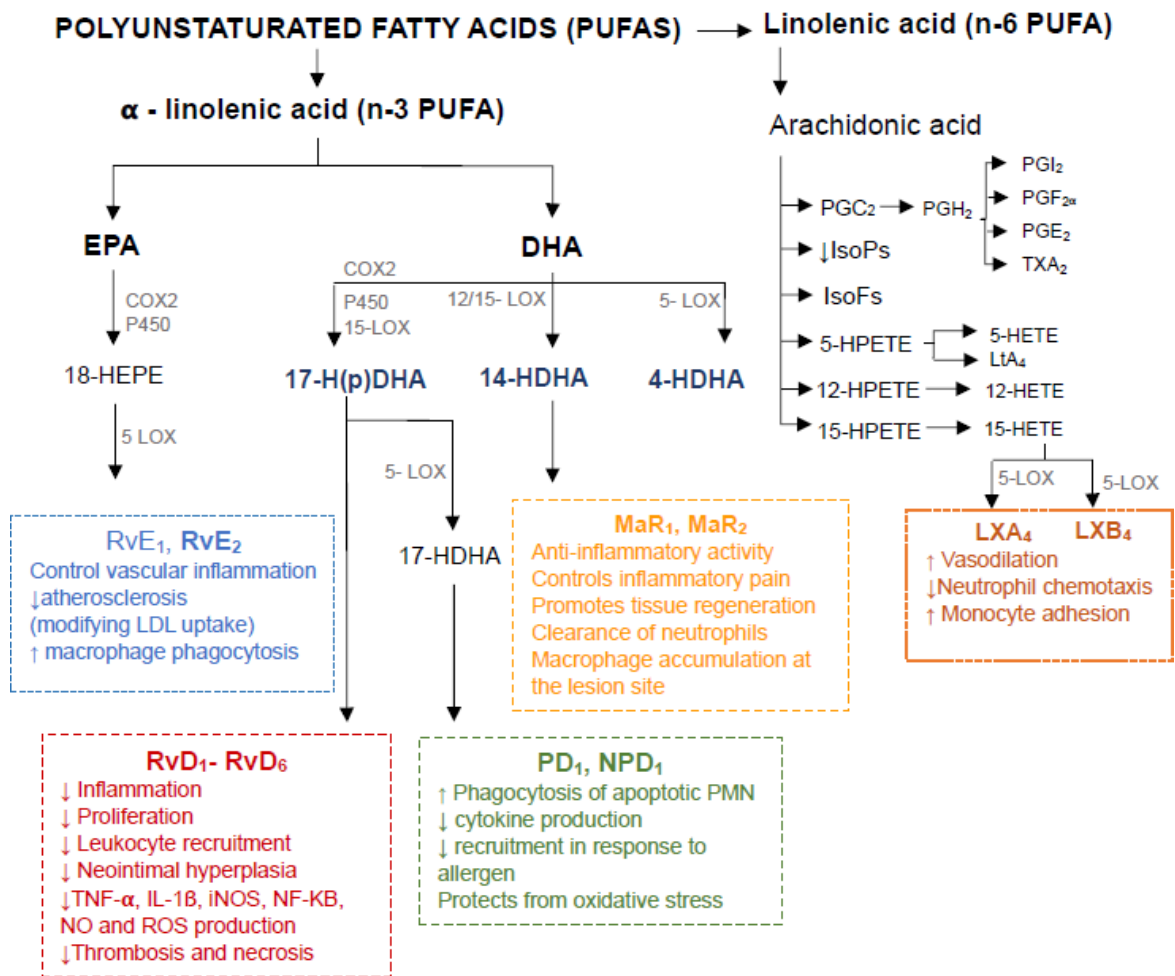 POLYUNSTATURATED FATTY ACIDS (PUFAS)
Linolenic acid (n-6 PUFA)
α - linolenic acid (n-3 PUFA)
Arachidonic acid
PGC₂
PGH₂
PGI₂
PGF₂α
PGE₂
TXA₂
↓IsoPs
IsoFs
5-HPETE
5-HETE
LtA₄
12-HPETE
12-HETE
15-HPETE
15-HETE
5-LOX
5-LOX
EPA
DHA
COX2
P450
COX2
P450
15-LOX
12/15- LOX
5- LOX
18-HEPE
17-H(p)DHA
14-HDHA
4-HDHA
5 LOX
5- LOX
17-HDHA
RvE₁, RvE₂
Control vascular inflammation
↓atherosclerosis
(modifying LDL uptake)
↑ macrophage phagocytosis
MaR₁, MaR₂
Anti-inflammatory activity
Controls inflammatory pain
Promotes tissue regeneration
Clearance of neutrophils
Macrophage accumulation at
the lesion site
LXA₄ LXB₄
↑ Vasodilation
↓Neutrophil chemotaxis
↑ Monocyte adhesion
RvD₁- RvD₆
↓ Inflammation
↓ Proliferation
↓ Leukocyte recruitment
↓ Neointimal hyperplasia
↓TNF-α, IL-1ß, iNOS, NF-KB,
NO and ROS production
↓Thrombosis and necrosis
PD₁, NPD₁
↑ Phagocytosis of apoptotic PMN
↓ cytokine production
↓ recruitment in response to
allergen
Protects from oxidative stress